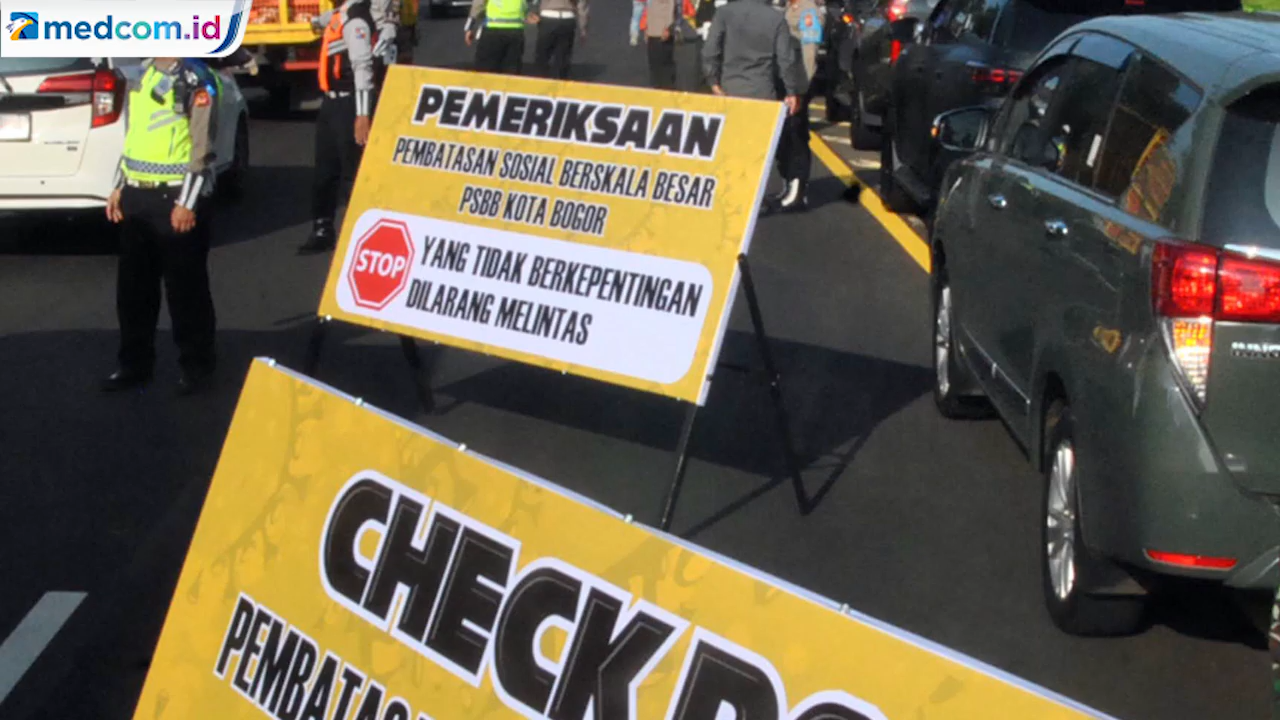 medcom.id
PEMERIKSAAN
PEMBATASAN SOSIAL BERSKALA BESAR
PSBB KOTA BOGOR
STOP
YANG TIDAK BERKEPENTINGAN
DILARANG MELINTAS
CHECK